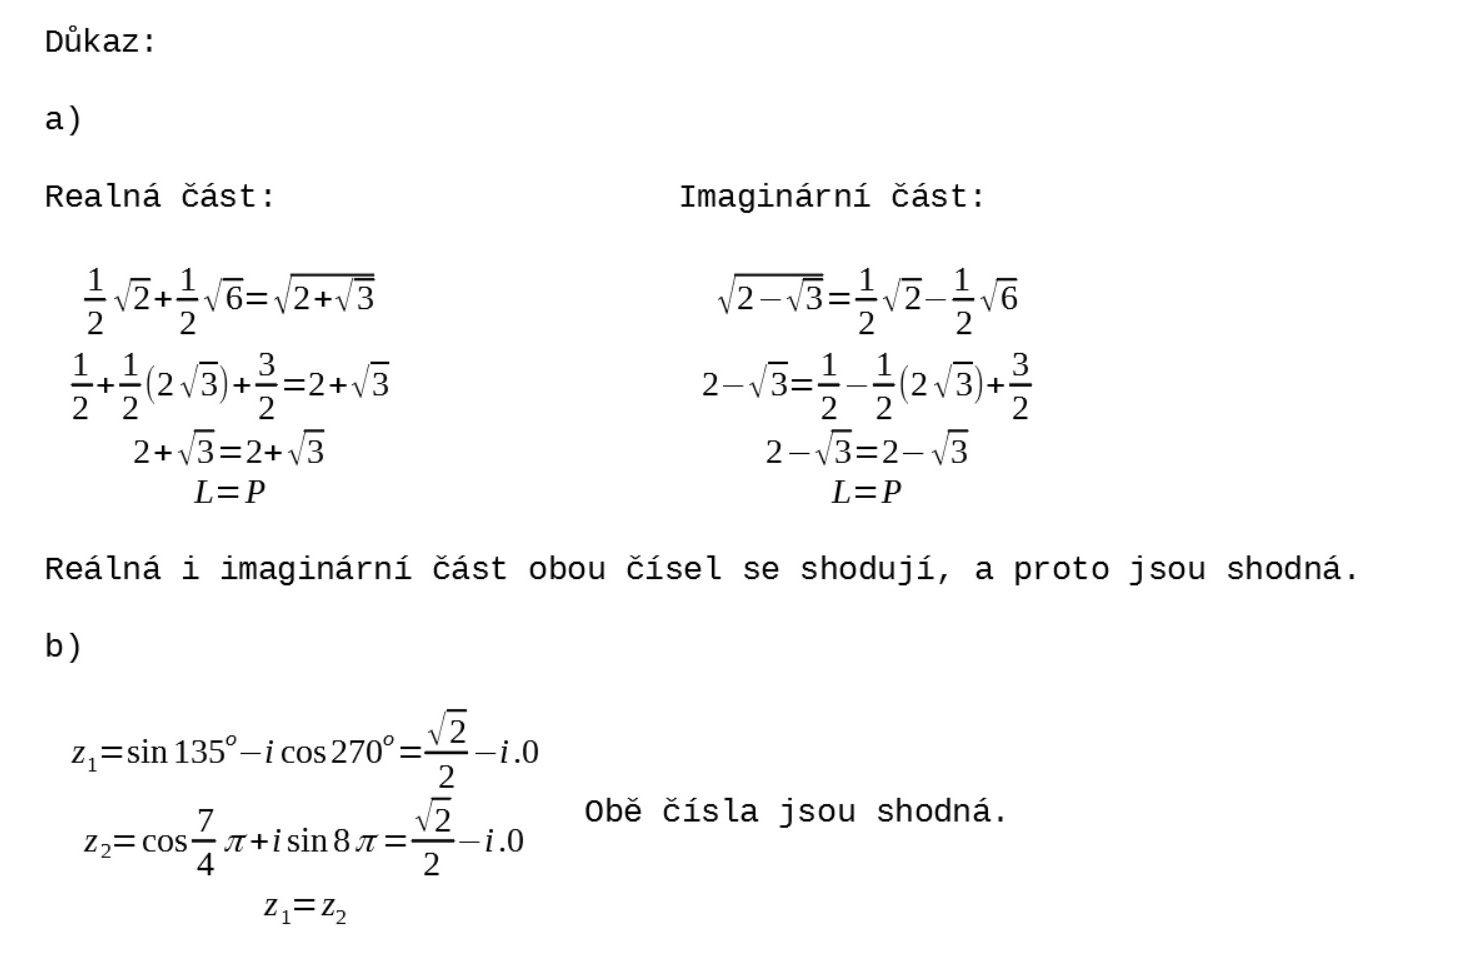 Důkaz:
a)
Realná část:
Imaginární část:
\frac{1}{2}\sqrt{2}+\frac{1}{2}\sqrt{6}=\sqrt{2+\sqrt{3}}
\frac{1}{2}+\frac{1}{2}(2\sqrt{3})+\frac{3}{2}=2+\sqrt{3}
2+\sqrt{3}=2+\sqrt{3}
L=P
\sqrt{2-\sqrt{3}}=\frac{1}{2}\sqrt{2}-\frac{1}{2}\sqrt{6}
2-\sqrt{3}=\frac{1}{2}-\frac{1}{2}(2\sqrt{3})+\frac{3}{2}
2-\sqrt{3}=2-\sqrt{3}
L=P
Reálná i imaginární část obou čísel se shodují, a proto jsou shodná.
b)
z_1=\sin 135^o-i\cos 270^o=\frac{\sqrt{2}}{2}-i.0
z_2=\cos\frac{7}{4}\pi+i\sin 8\pi=\frac{\sqrt{2}}{2}-i.0
z_1=z_2
Obě čísla jsou shodná.